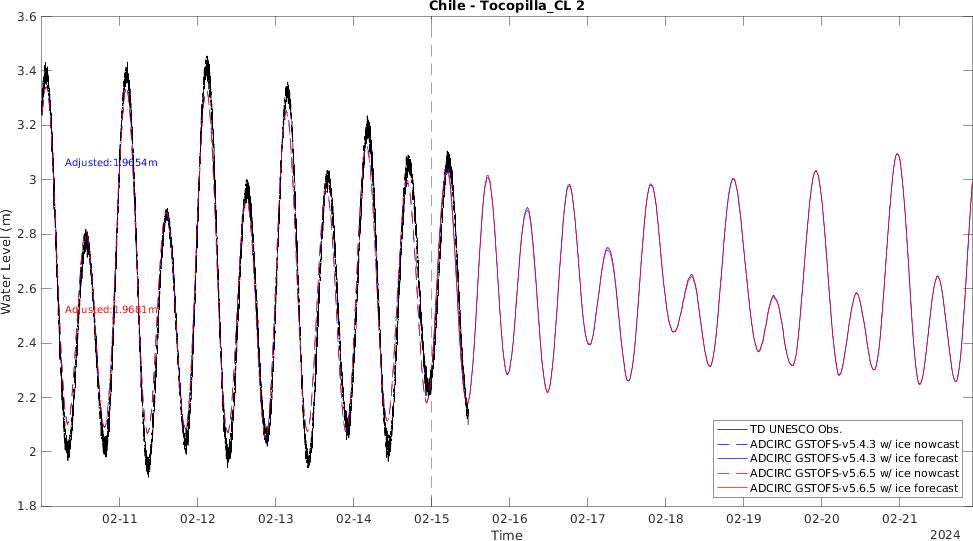 Chile - Tocopilla_CL 2
3.6
3.4
3.2
3
2.8
2.6
2.4
2.2
2
1.8
Water Level (m)
Adjusted:1.9654m
Adjusted:1.9681m
TD UNESCO Obs.
ADCIRC GSTOFS-v5.4.3 w/ ice nowcast
ADCIRC GSTOFS-v5.4.3 w/ ice forecast
ADCIRC GSTOFS-v5.6.5 w/ ice nowcast
ADCIRC GSTOFS-v5.6.5 w/ ice forecast
02-11 02-12 02-13 02-14 02-15 02-16 02-17 02-18 02-19 02-20 02-21
Time
2024